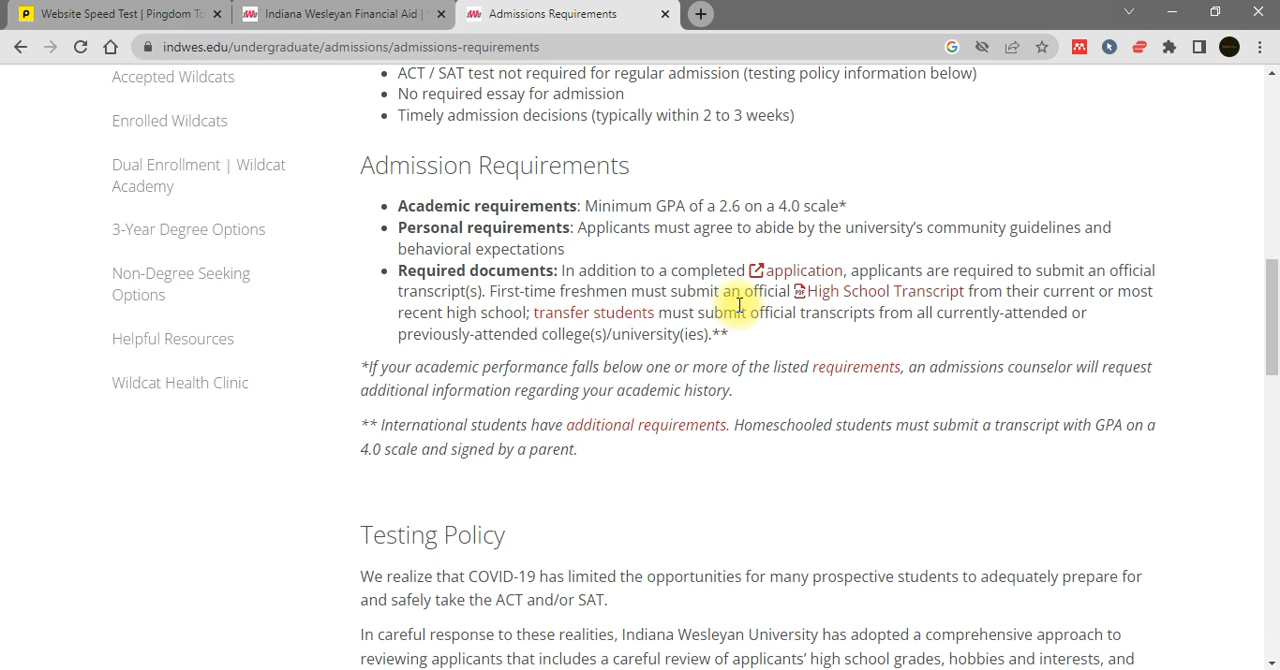 Website Speed Test | Pingdom To
Indiana Wesleyan Financial Aid |
Admissions Requirements
indwes.edu/undergraduate/admissions/admissions-requirements
Accepted Wildcats
Enrolled Wildcats
Dual Enrollment | Wildcat
Academy
3-Year Degree Options
Non-Degree Seeking
Options
Helpful Resources
Wildcat Health Clinic
• ACT / SAT test not required for regular admission (testing policy information below)
• No required essay for admission
• Timely admission decisions (typically within 2 to 3 weeks)
Admission Requirements
• Academic requirements: Minimum GPA of a 2.6 on a 4.0 scale*
• Personal requirements: Applicants must agree to abide by the university's community guidelines and
behavioral expectations
• Required documents: In addition to a completed application, applicants are required to submit an official
transcript(s). First-time freshmen must submit an official High School Transcript from their current or most
recent high school; transfer students must submit official transcripts from all currently-attended or
previously-attended college(s)/university(ies).**
*If your academic performance falls below one or more of the listed requirements, an admissions counselor will request
additional information regarding your academic history.
** International students have additional requirements. Homeschooled students must submit a transcript with GPA on a
4.0 scale and signed by a parent.
Testing Policy
We realize that COVID-19 has limited the opportunities for many prospective students to adequately prepare for
and safely take the ACT and/or SAT.
In careful response to these realities, Indiana Wesleyan University has adopted a comprehensive approach to
reviewing applicants that includes a careful review of applicants' high school grades, hobbies and interests, and